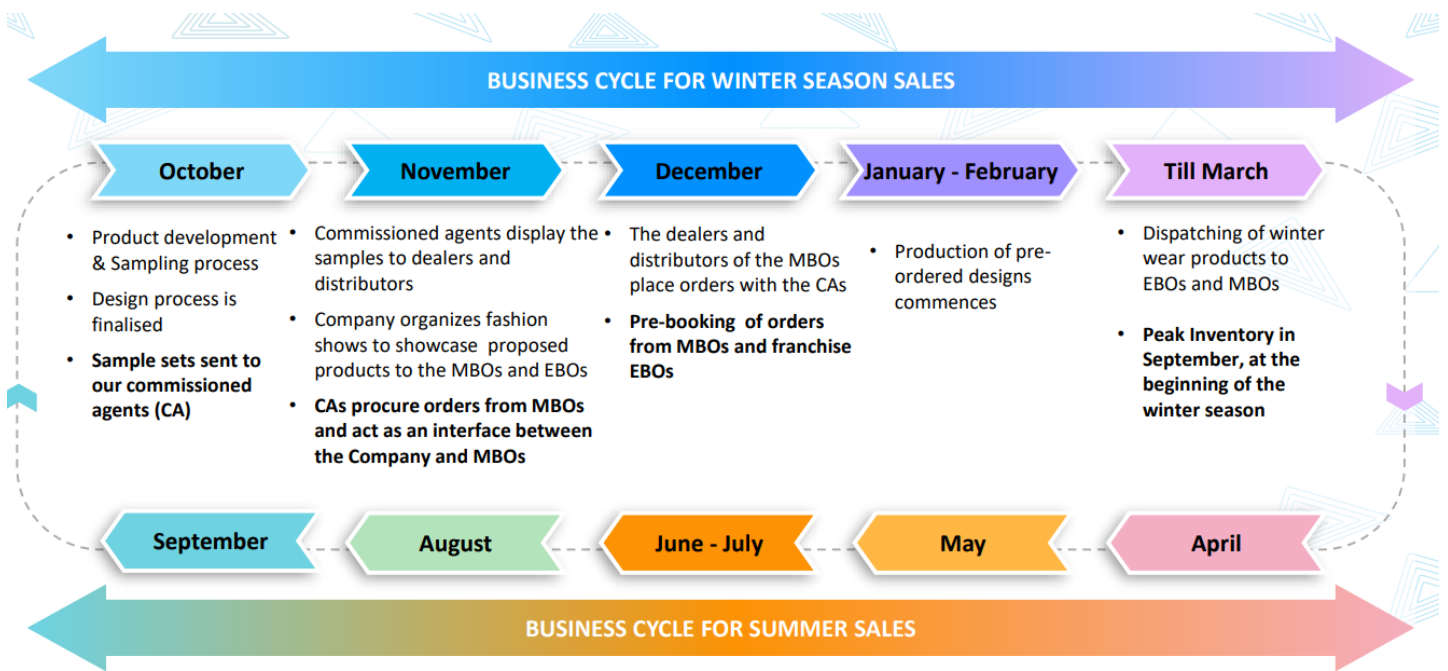 BUSINESS CYCLE FOR WINTER SEASON SALES
October
November
December
January - February
Till March
• Product development
& Sampling process
• Design process is
finalised
• Sample sets sent to
our commissioned
agents (CA)
• Commissioned agents display the
samples to dealers and
distributors
• Company organizes fashion
shows to showcase proposed
products to the MBOs and EBOs
• CAs procure orders from MBOs
and act as an interface between
the Company and MBOs
• The dealers and
distributors of the MBOs
place orders with the CAs
• Pre-booking of orders
from MBOs and franchise
EBOs
• Production of pre-
ordered designs
commences
• Dispatching of winter
wear products to
EBOs and MBOs
• Peak Inventory in
September, at the
beginning of the
winter season
September
August
June - July
May
April
BUSINESS CYCLE FOR SUMMER SALES